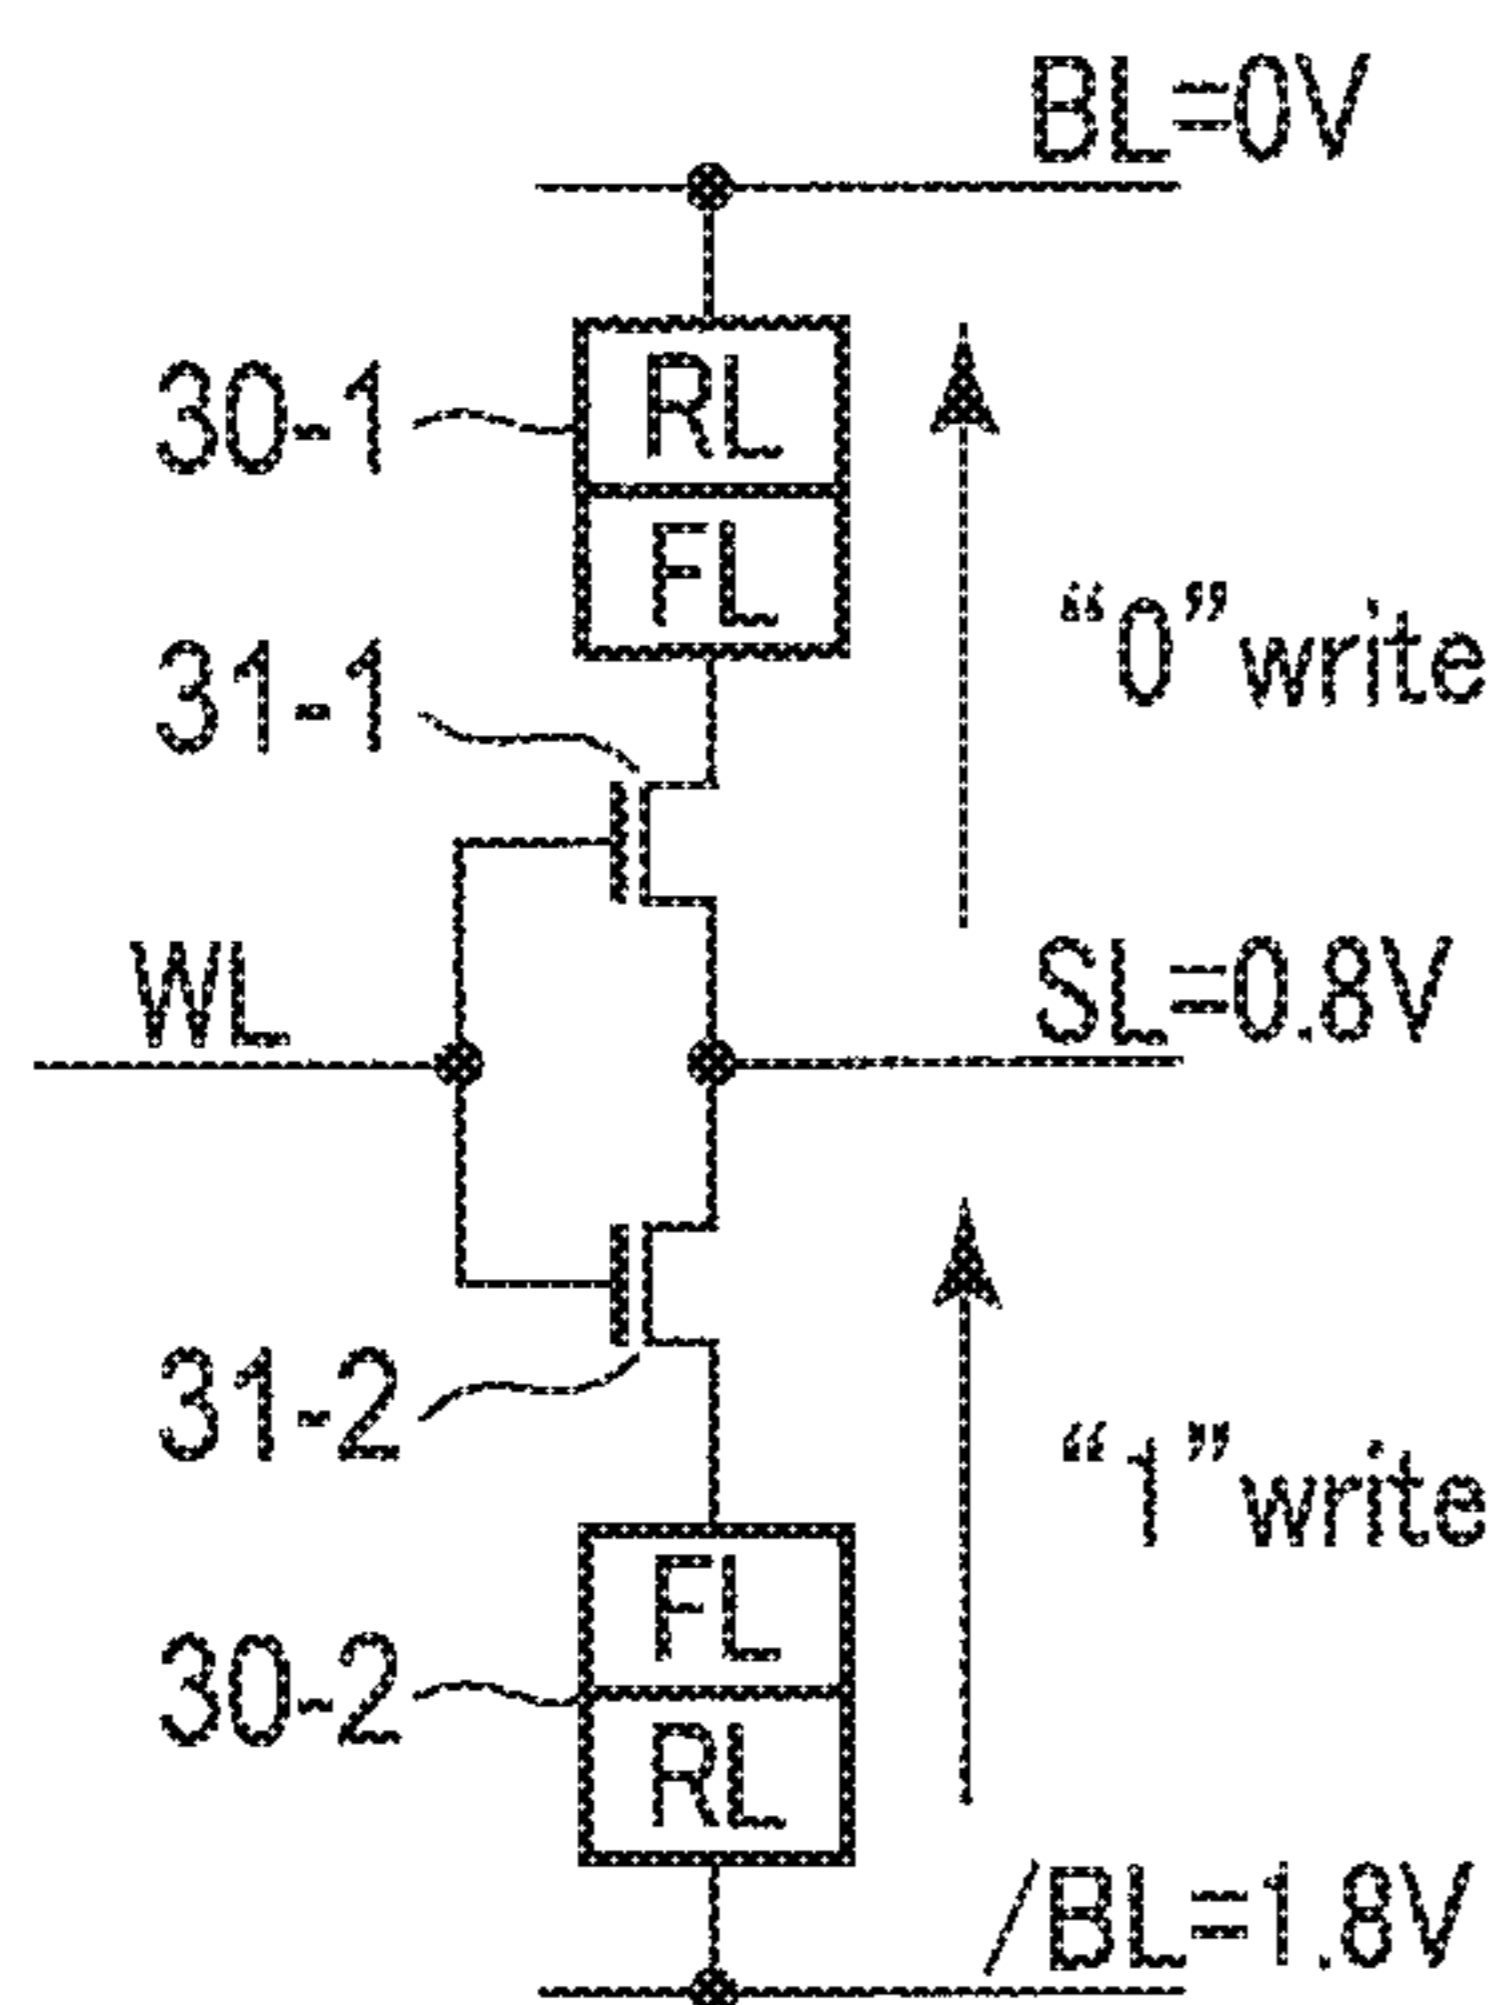 BL=0V
30-1
RL
FL
31-1
“0” write
WL
SL=0.8V
31-2
“1” write
FL
30-2
RL
/BL=1.8V